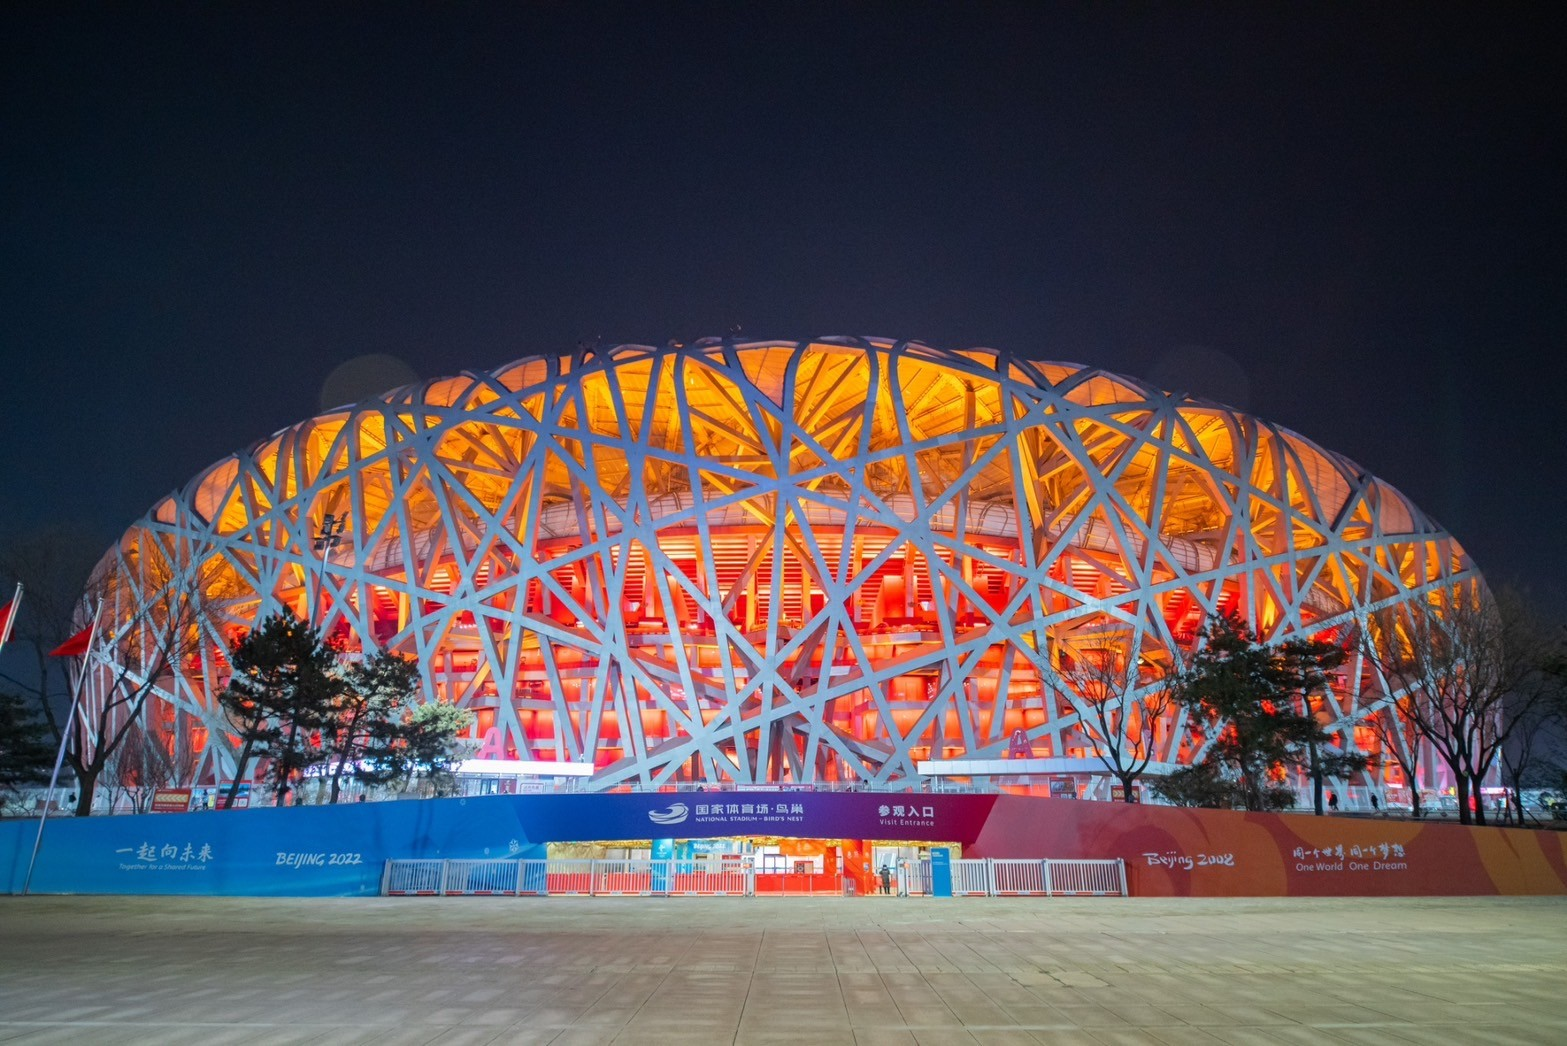 国家体育场·鸟巢
NATIONAL STADIUM - BIRD'S NEST
参观入口
Visit Entrance
一起向未来
Together for a Shared Future
BEIJING 2022
Beijing 2008
同一个世界 同一个梦想
One World One Dream
A
A